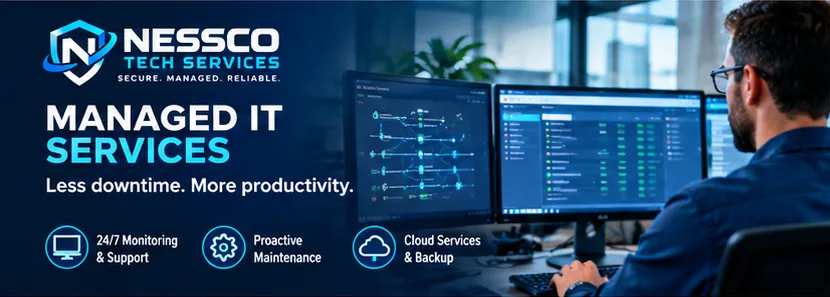 NESSCO
TECH SERVICES
SECURE. MANAGED. RELIABLE.
MANAGED IT
SERVICES
Less downtime. More productivity.
24/7 Monitoring
& Support
Proactive
Maintenance
Cloud Services
& Backup